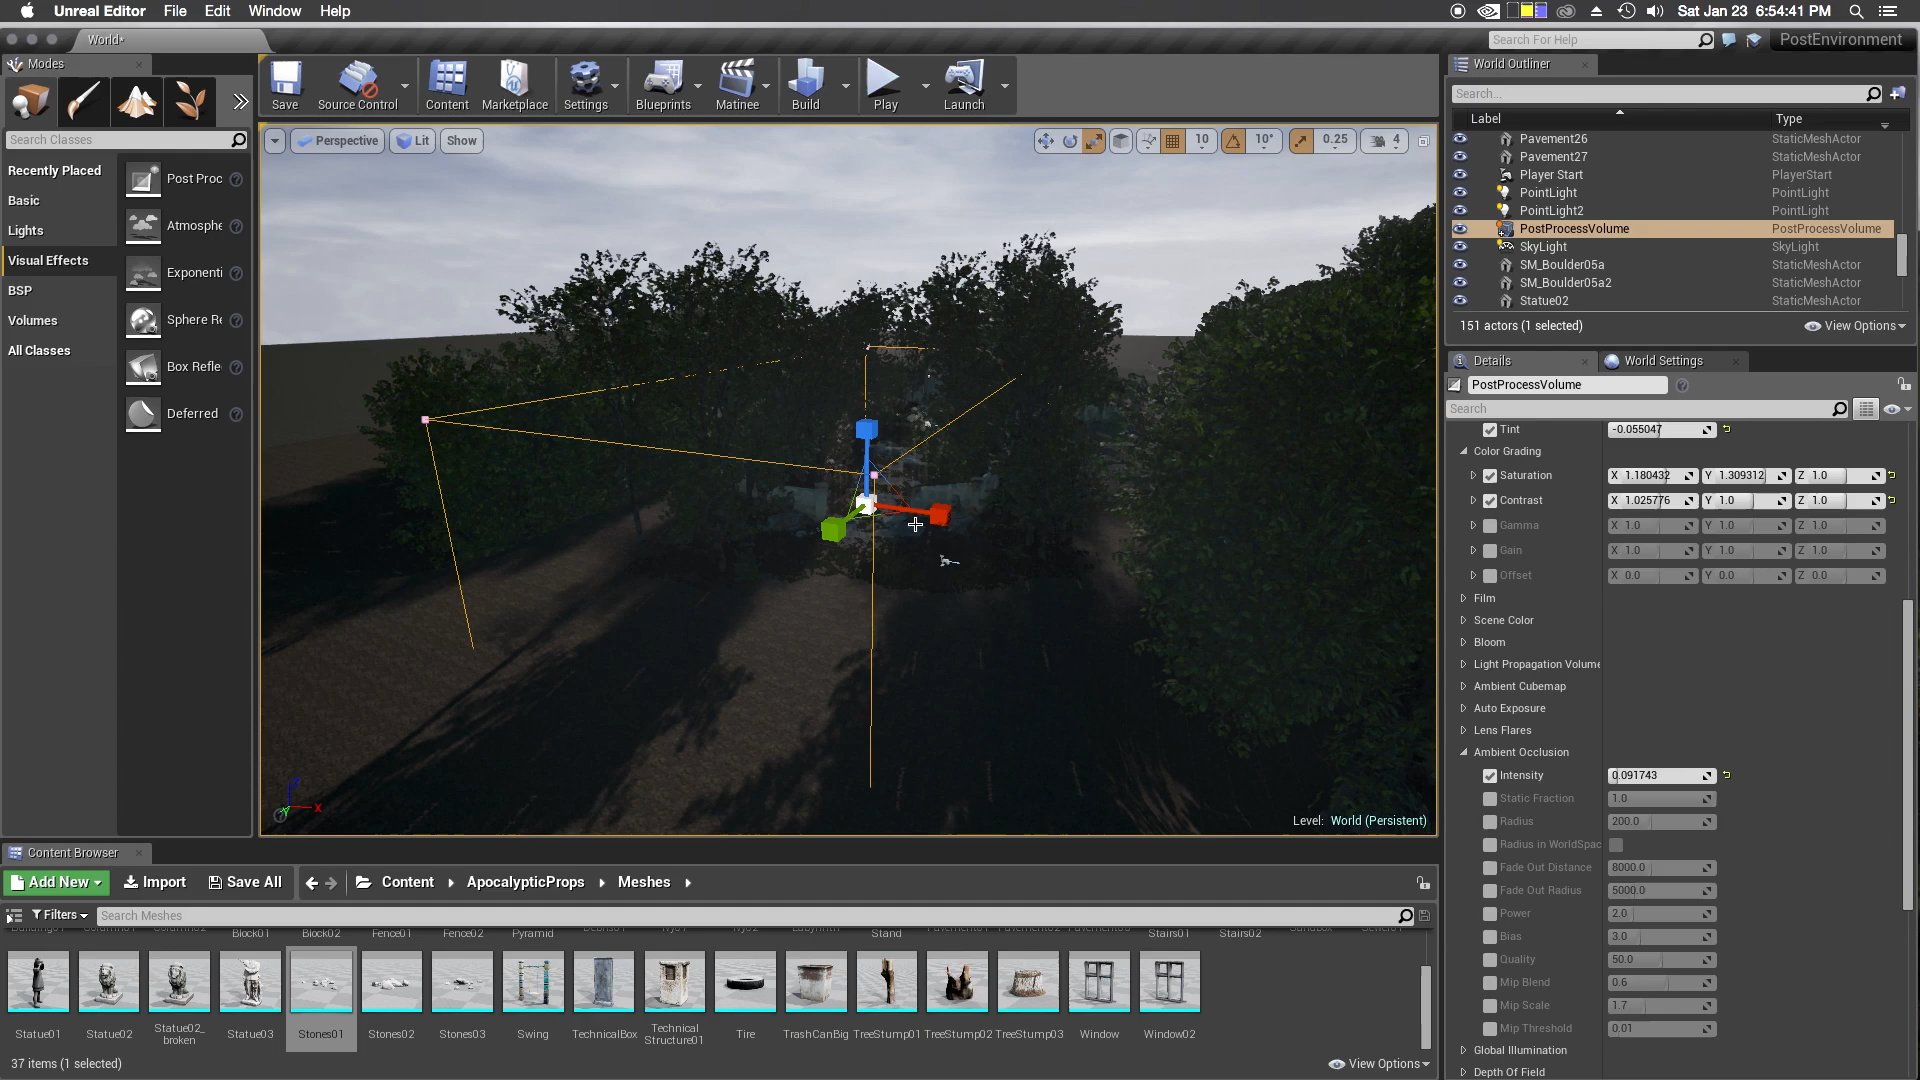 Unreal Editor File Edit Window Help
Sat Jan 23 6:54:41 PM
World*
Search For Help
PostEnvironment
Modes
Search Classes
Recently Placed
Basic
Lights
Visual Effects
BSP
Volumes
All Classes
Post Proc
Atmosphe
Exponenti
Sphere Re
Box Refle
Deferred
Save
Source Control
Content
Marketplace
Settings
Blueprints
Matinee
Build
Play
Launch
Perspective
Lit
Show
10
10°
0.25
4
X
Level: World (Persistent)
World Outliner
Search...
Label Type
Pavement26 StaticMeshActor
Pavement27 StaticMeshActor
Player Start PlayerStart
PointLight PointLight
PointLight2 PointLight
PostProcessVolume PostProcessVolume
SkyLight SkyLight
SM_Boulder05a StaticMeshActor
SM_Boulder05a2 StaticMeshActor
Statue02 StaticMeshActor
151 actors (1 selected)
View Options
Details
World Settings
PostProcessVolume
Search
Tint -0.055047
Color Grading
Saturation X 1.180432 Y 1.309312 Z 1.0
Contrast X 1.025776 Y 1.0 Z 1.0
Gamma X 1.0 Y 1.0 Z 1.0
Gain X 1.0 Y 1.0 Z 1.0
Offset X 0.0 Y 0.0 Z 0.0
Film
Scene Color
Bloom
Light Propagation Volume
Ambient Cubemap
Auto Exposure
Lens Flares
Ambient Occlusion
Intensity 0.091743
Static Fraction 1.0
Radius 200.0
Radius in WorldSpac
Fade Out Distance 8000.0
Fade Out Radius 5000.0
Power 2.0
Bias 3.0
Quality 50.0
Mip Blend 0.6
Mip Scale 1.7
Mip Threshold 0.01
Global Illumination
Depth Of Field
Content Browser
Add New
Import
Save All
Content
ApocalypticProps
Meshes
Filters
Search Meshes
Block01 Block02 Fence01 Fence02 Pyramid Stand Stairs01 Stairs02
Statue01
Statue02
Statue02_
broken
Statue03
Stones01
Stones02
Stones03
Swing
TechnicalBox
Technical
Structure01
Tire
TrashCanBig
TreeStump01
TreeStump02
TreeStump03
Window
Window02
37 items (1 selected)
View Options